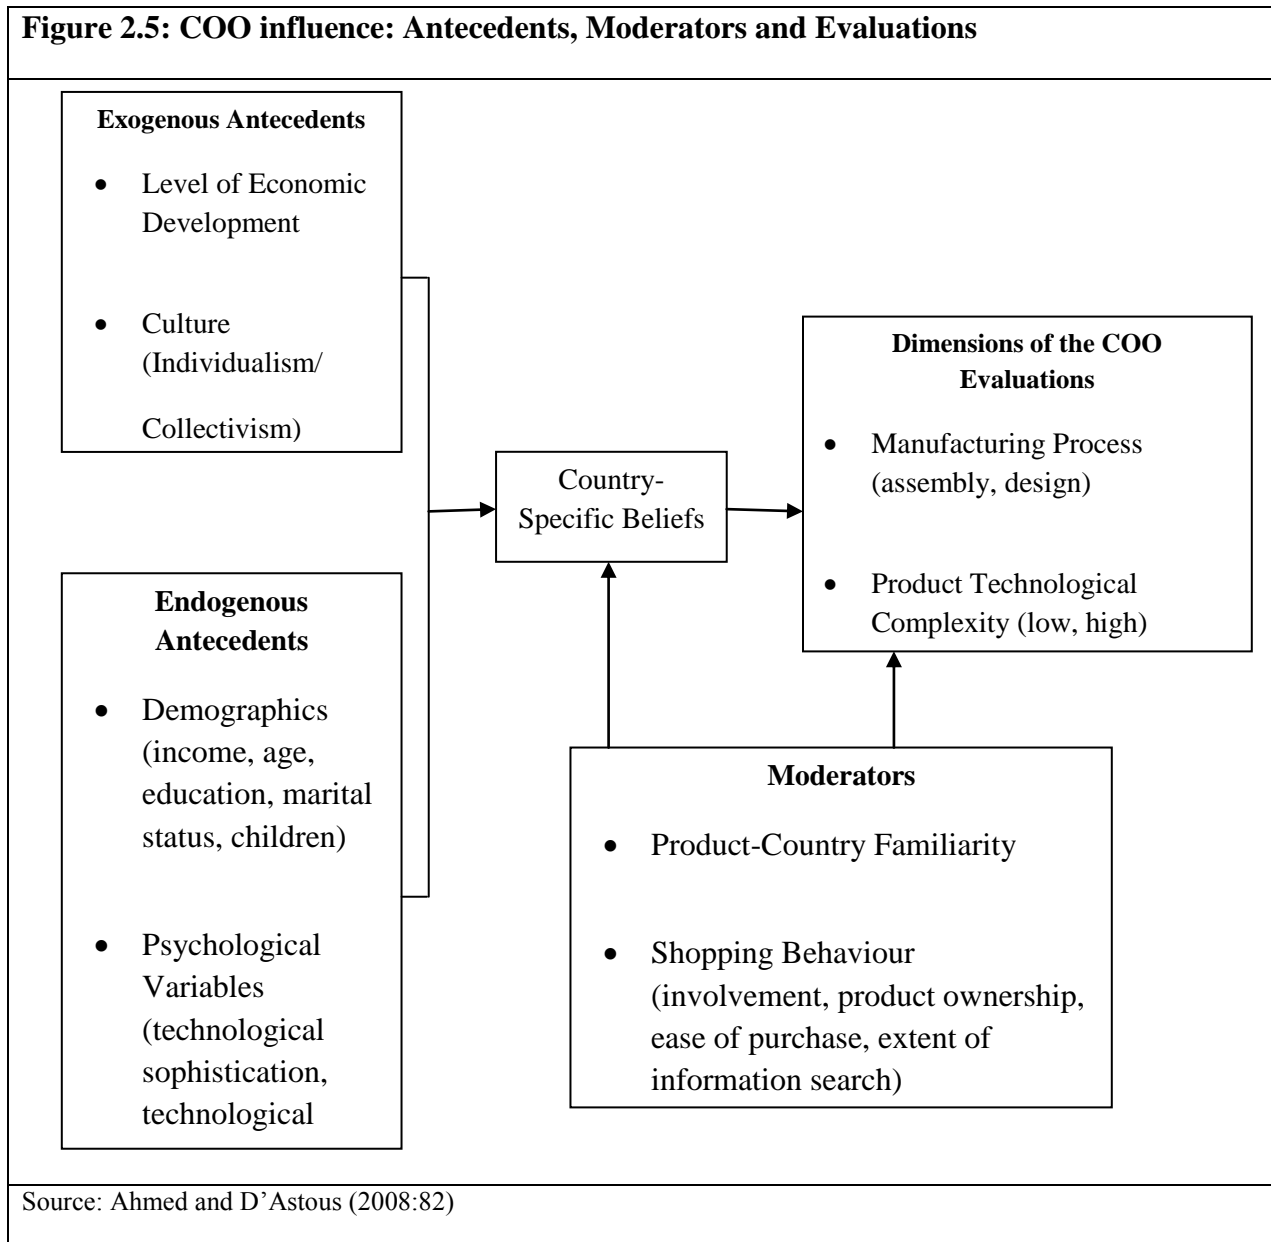 Figure 2.5: COO influence: Antecedents, Moderators and Evaluations
Exogenous Antecedents
• Level of Economic
Development
• Culture
(Individualism/
Collectivism)
Endogenous
Antecedents
• Demographics
(income, age,
education, marital
status, children)
• Psychological
Variables
(technological
sophistication,
technological
Country-
Specific Beliefs
Dimensions of the COO
Evaluations
• Manufacturing Process
(assembly, design)
• Product Technological
Complexity (low, high)
Moderators
• Product-Country Familiarity
• Shopping Behaviour
(involvement, product ownership,
ease of purchase, extent of
information search)
Source: Ahmed and D’Astous (2008:82)